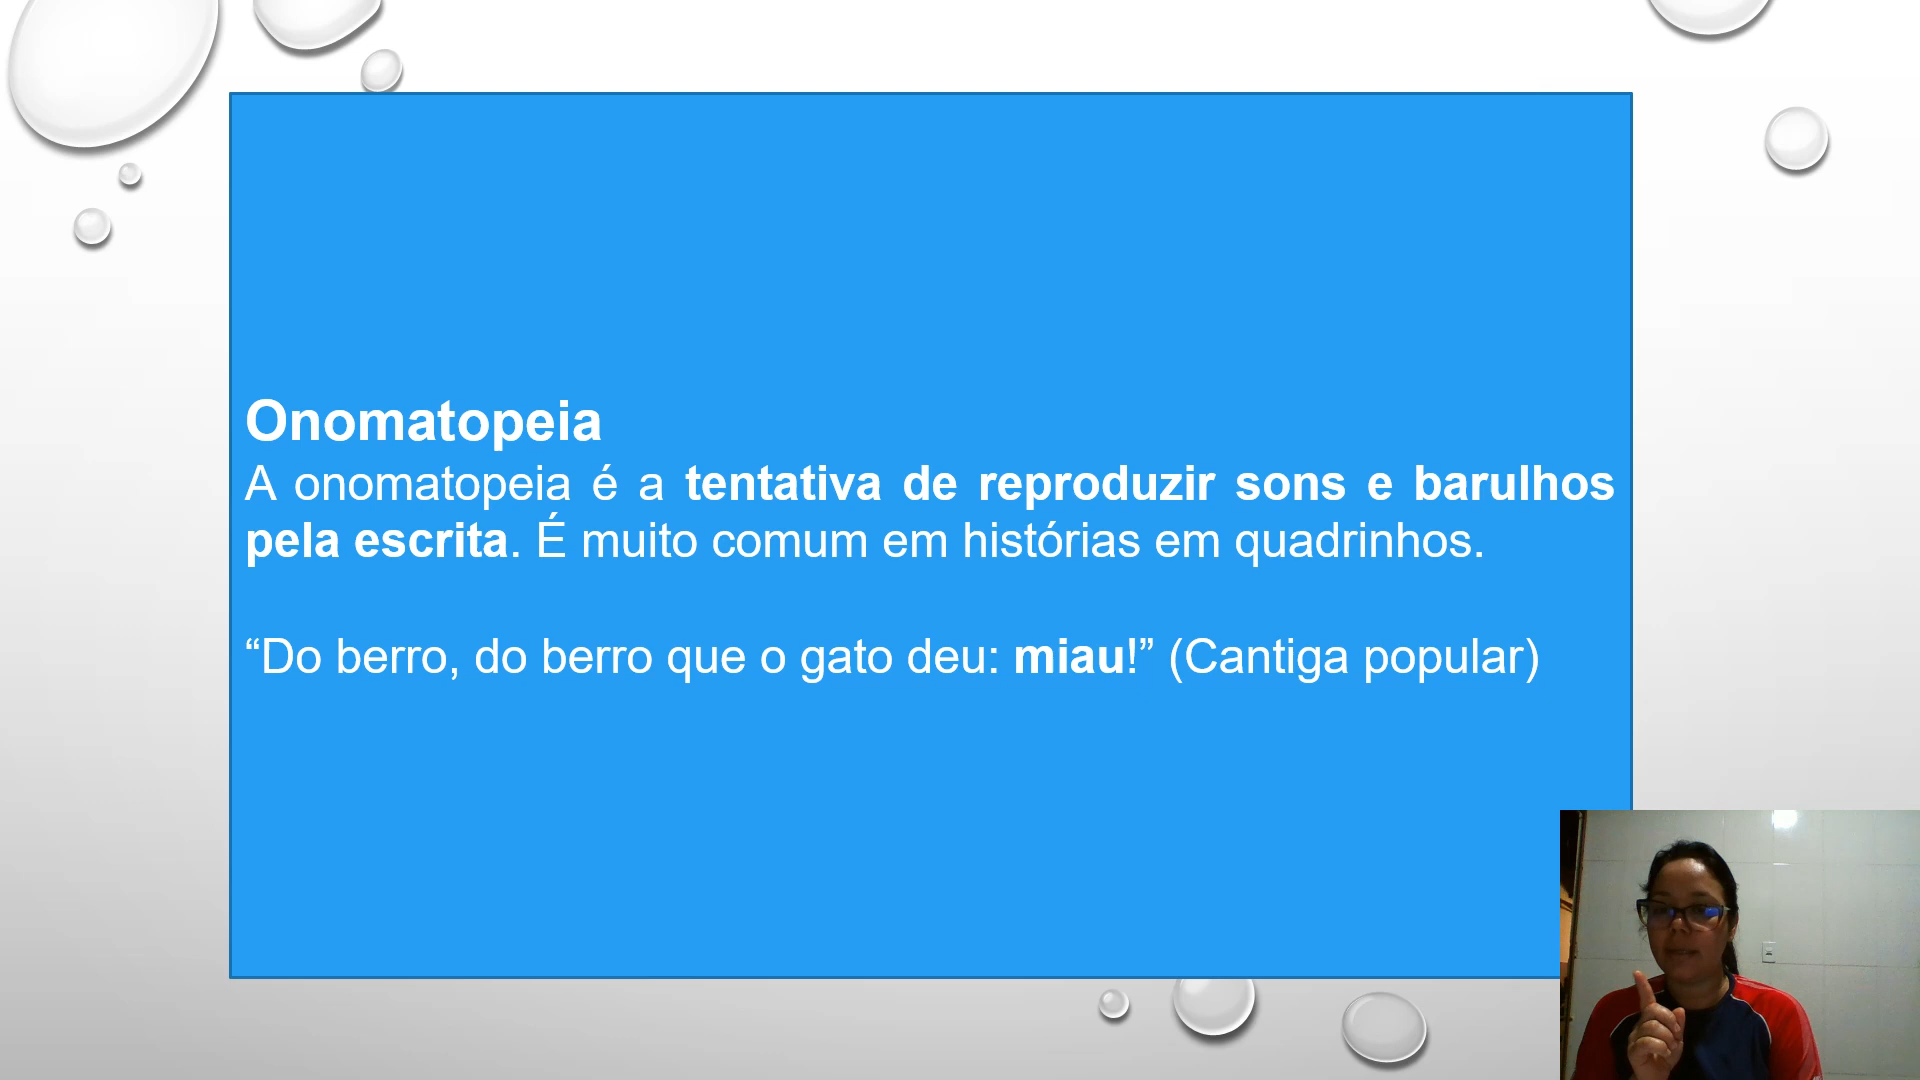 Onomatopeia
A onomatopeia é a tentativa de reproduzir sons e barulhos
pela escrita. É muito comum em histórias em quadrinhos.
“Do berro, do berro que o gato deu: miau!” (Cantiga popular)